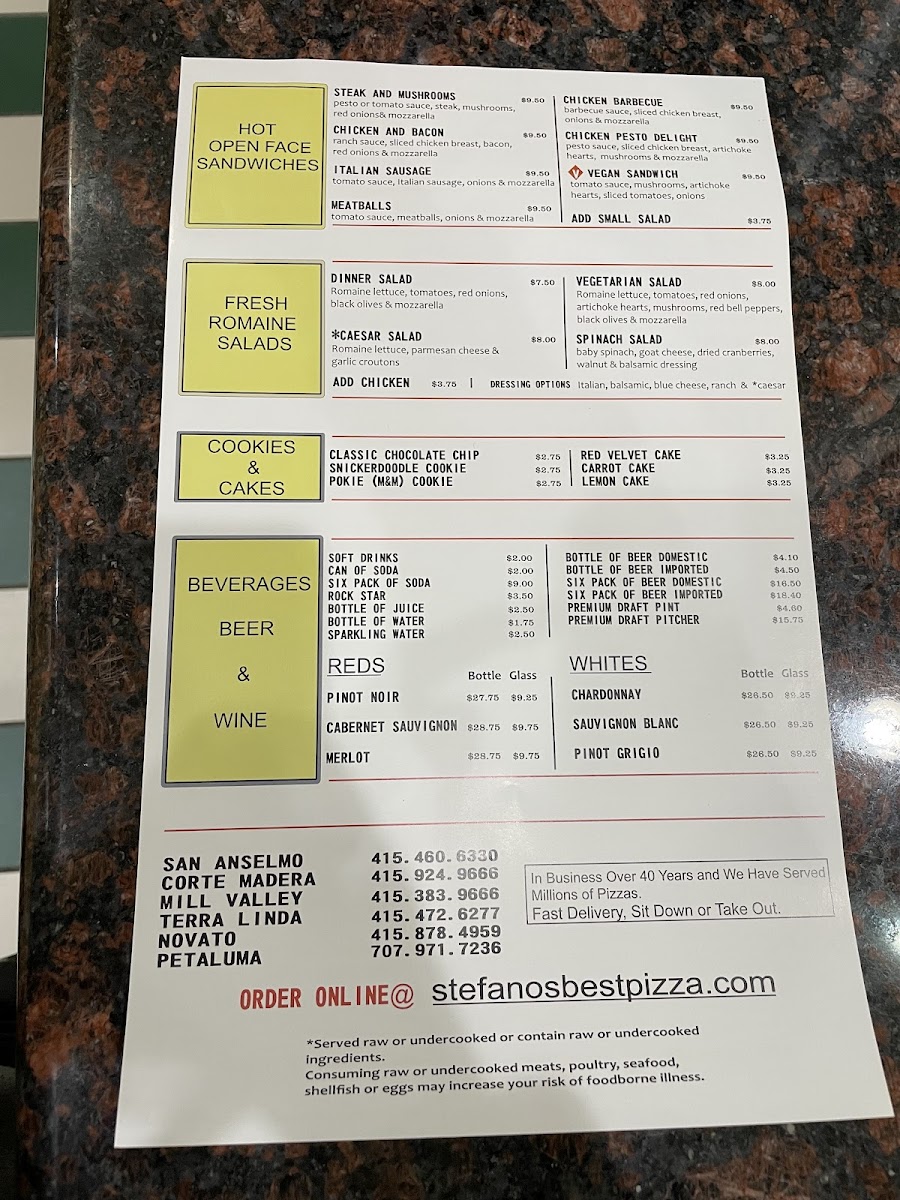 HOT
OPEN FACE
SANDWICHES
STEAK AND MUSHROOMS $9.50
pesto or tomato sauce, steak, mushrooms,
red onions& mozzarella
CHICKEN AND BACON $9.50
ranch sauce, sliced chicken breast, bacon,
red onions & mozzarella
ITALIAN SAUSAGE $9.50
tomato sauce, Italian sausage, onions & mozzarella
MEATBALLS $9.50
tomato sauce, meatballs, onions & mozzarella
CHICKEN BARBECUE $9.50
barbecue sauce, sliced chicken breast,
onions & mozzarella
CHICKEN PESTO DELIGHT $9.50
pesto sauce, sliced chicken breast, artichoke
hearts, mushrooms & mozzarella
V VEGAN SANDWICH $9.50
tomato sauce, mushrooms, artichoke
hearts, sliced tomatoes, onions
ADD SMALL SALAD $3.75
FRESH
ROMAINE
SALADS
DINNER SALAD $7.50
Romaine lettuce, tomatoes, red onions,
black olives & mozzarella
*CAESAR SALAD $8.00
Romaine lettuce, parmesan cheese &
garlic croutons
VEGETARIAN SALAD $8.00
Romaine lettuce, tomatoes, red onions,
artichoke hearts, mushrooms, red bell peppers,
black olives & mozzarella
SPINACH SALAD $8.00
baby spinach, goat cheese, dried cranberries,
walnut & balsamic dressing
ADD CHICKEN $3.75 | DRESSING OPTIONS Italian, balsamic, blue cheese, ranch & *caesar
COOKIES
&
CAKES
CLASSIC CHOCOLATE CHIP $2.75
SNICKERDOODLE COOKIE $2.75
POKIE (M&M) COOKIE $2.75
RED VELVET CAKE $3.25
CARROT CAKE $3.25
LEMON CAKE $3.25
BEVERAGES
BEER
&
WINE
SOFT DRINKS $2.00
CAN OF SODA $2.00
SIX PACK OF SODA $9.00
ROCK STAR $3.50
BOTTLE OF JUICE $2.50
BOTTLE OF WATER $1.75
SPARKLING WATER $2.50
BOTTLE OF BEER DOMESTIC $4.10
BOTTLE OF BEER IMPORTED $4.50
SIX PACK OF BEER DOMESTIC $16.50
SIX PACK OF BEER IMPORTED $18.40
PREMIUM DRAFT PINT $4.60
PREMIUM DRAFT PITCHER $15.75
REDS
Bottle Glass
PINOT NOIR $27.75 $9.25
CABERNET SAUVIGNON $28.75 $9.75
MERLOT $28.75 $9.75
WHITES
Bottle Glass
CHARDONNAY $26.50 $9.25
SAUVIGNON BLANC $26.50 $9.25
PINOT GRIGIO $26.50 $9.25
SAN ANSELMO 415.460.6330
CORTE MADERA 415.924.9666
MILL VALLEY 415.383.9666
TERRA LINDA 415.472.6277
NOVATO 415.878.4959
PETALUMA 707.971.7236
In Business Over 40 Years and We Have Served
Millions of Pizzas.
Fast Delivery, Sit Down or Take Out.
ORDER ONLINE@ stefanosbestpizza.com
*Served raw or undercooked or contain raw or undercooked
ingredients.
Consuming raw or undercooked meats, poultry, seafood,
shellfish or eggs may increase your risk of foodborne illness.